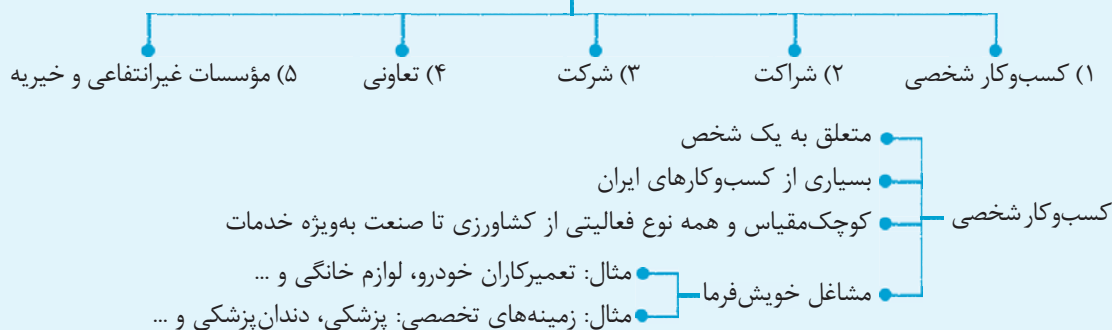 ۱) کسب‌وکار شخصی ۲) شراکت ۳) شرکت ۴) تعاونی ۵) مؤسسات غیرانتفاعی و خیریه
متعلق به یک شخص
بسیاری از کسب‌وکارهای ایران
کسب‌وکار شخصی
کوچک‌مقیاس و همه نوع فعالیتی از کشاورزی تا صنعت به‌ویژه خدمات
مثال: تعمیرکاران خودرو، لوازم خانگی و ...
مشاغل خویش‌فرما
مثال: زمینه‌های تخصصی: پزشکی، دندان‌پزشکی و ...